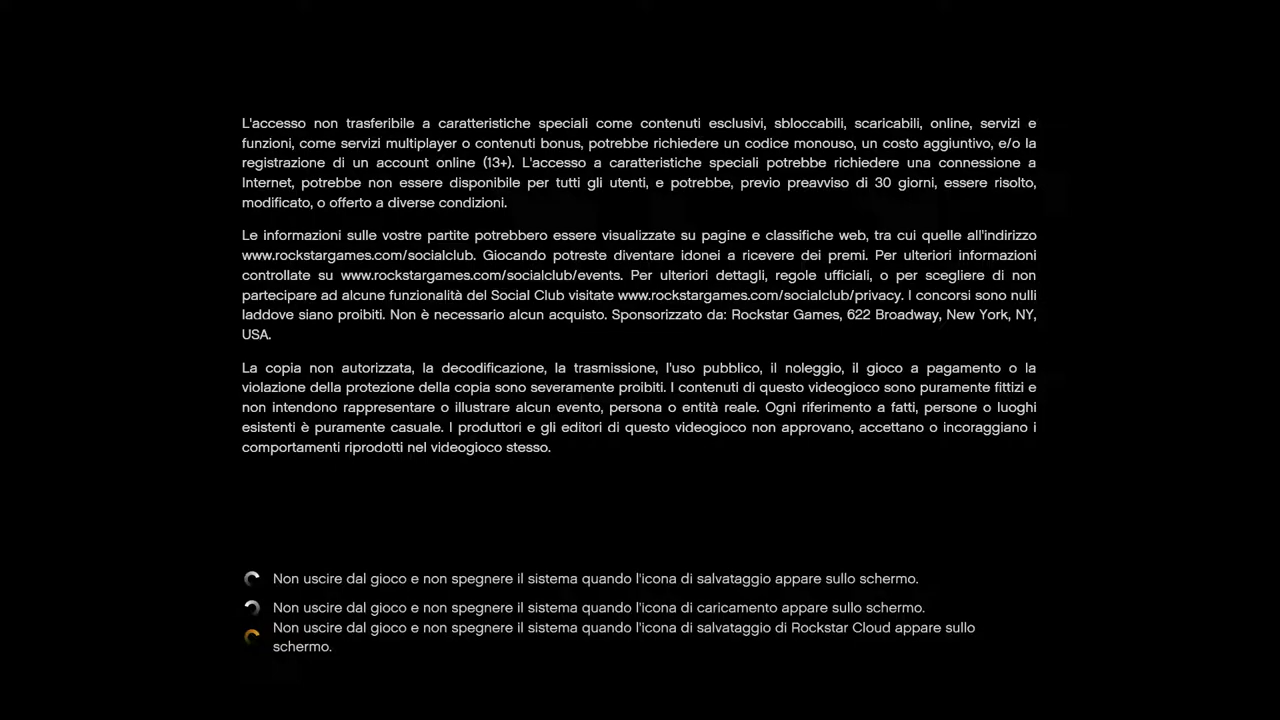 L'accesso non trasferibile a caratteristiche speciali come contenuti esclusivi, sbloccabili, scaricabili, online, servizi e
funzioni, come servizi multiplayer o contenuti bonus, potrebbe richiedere un codice monouso, un costo aggiuntivo, e/o la
registrazione di un account online (13+). L'accesso a caratteristiche speciali potrebbe richiedere una connessione a
Internet, potrebbe non essere disponibile per tutti gli utenti, e potrebbe, previo preavviso di 30 giorni, essere risolto,
modificato, o offerto a diverse condizioni.
Le informazioni sulle vostre partite potrebbero essere visualizzate su pagine e classifiche web, tra cui quelle all'indirizzo
www.rockstargames.com/socialclub. Giocando potreste diventare idonei a ricevere dei premi. Per ulteriori informazioni
controllate su www.rockstargames.com/socialclub/events. Per ulteriori dettagli, regole ufficiali, o per scegliere di non
partecipare ad alcune funzionalità del Social Club visitate www.rockstargames.com/socialclub/privacy. I concorsi sono nulli
laddove siano proibiti. Non è necessario alcun acquisto. Sponsorizzato da: Rockstar Games, 622 Broadway, New York, NY,
USA.
La copia non autorizzata, la decodificazione, la trasmissione, l'uso pubblico, il noleggio, il gioco a pagamento o la
violazione della protezione della copia sono severamente proibiti. I contenuti di questo videogioco sono puramente fittizi e
non intendono rappresentare o illustrare alcun evento, persona o entità reale. Ogni riferimento a fatti, persone o luoghi
esistenti è puramente casuale. I produttori e gli editori di questo videogioco non approvano, accettano o incoraggiano i
comportamenti riprodotti nel videogioco stesso.
Non uscire dal gioco e non spegnere il sistema quando l'icona di salvataggio appare sullo schermo.
Non uscire dal gioco e non spegnere il sistema quando l'icona di caricamento appare sullo schermo.
Non uscire dal gioco e non spegnere il sistema quando l'icona di salvataggio di Rockstar Cloud appare sullo
schermo.